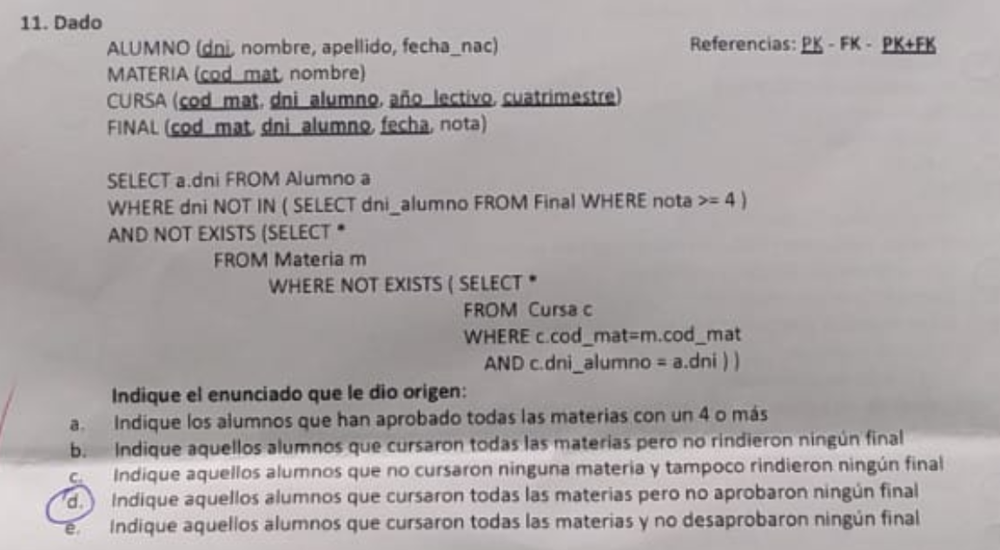 11. Dado
ALUMNO (dni, nombre, apellido, fecha_nac) Referencias: PK - FK - PK+FK
MATERIA (cod_mat, nombre)
CURSA (cod_mat, dni_alumno, año_lectivo, cuatrimestre)
FINAL (cod_mat, dni_alumno, fecha, nota)
SELECT a.dni FROM Alumno a
WHERE dni NOT IN ( SELECT dni_alumno FROM Final WHERE nota >= 4 )
AND NOT EXISTS (SELECT *
FROM Materia m
WHERE NOT EXISTS ( SELECT *
FROM Cursa c
WHERE c.cod_mat=m.cod_mat
AND c.dni_alumno = a.dni ) )
Indique el enunciado que le dio origen:
a. Indique los alumnos que han aprobado todas las materias con un 4 o más
b. Indique aquellos alumnos que cursaron todas las materias pero no rindieron ningún final
c. Indique aquellos alumnos que no cursaron ninguna materia y tampoco rindieron ningún final
d. Indique aquellos alumnos que cursaron todas las materias pero no aprobaron ningún final
e. Indique aquellos alumnos que cursaron todas las materias y no desaprobaron ningún final